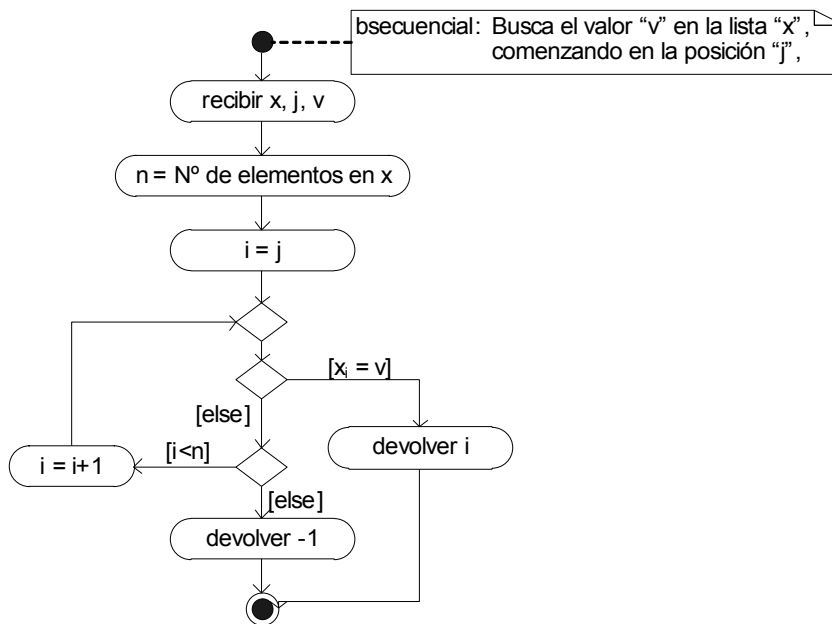 bsecuencial: Busca el valor “v” en la lista “x”,
comenzando en la posición “j”,
recibir x, j, v
n = Nº de elementos en x
i = j
[xi = v]
[else]
devolver i
[i<n]
i = i+1
[else]
devolver -1